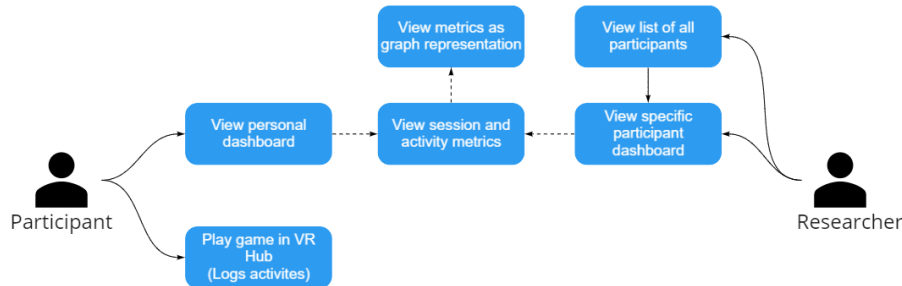 View metrics as
graph representation
View list of all
participants
View personal
dashboard
View session and
activity metrics
View specific
participant
dashboard
Participant
Researcher
Play game in VR
Hub
(Logs activites)